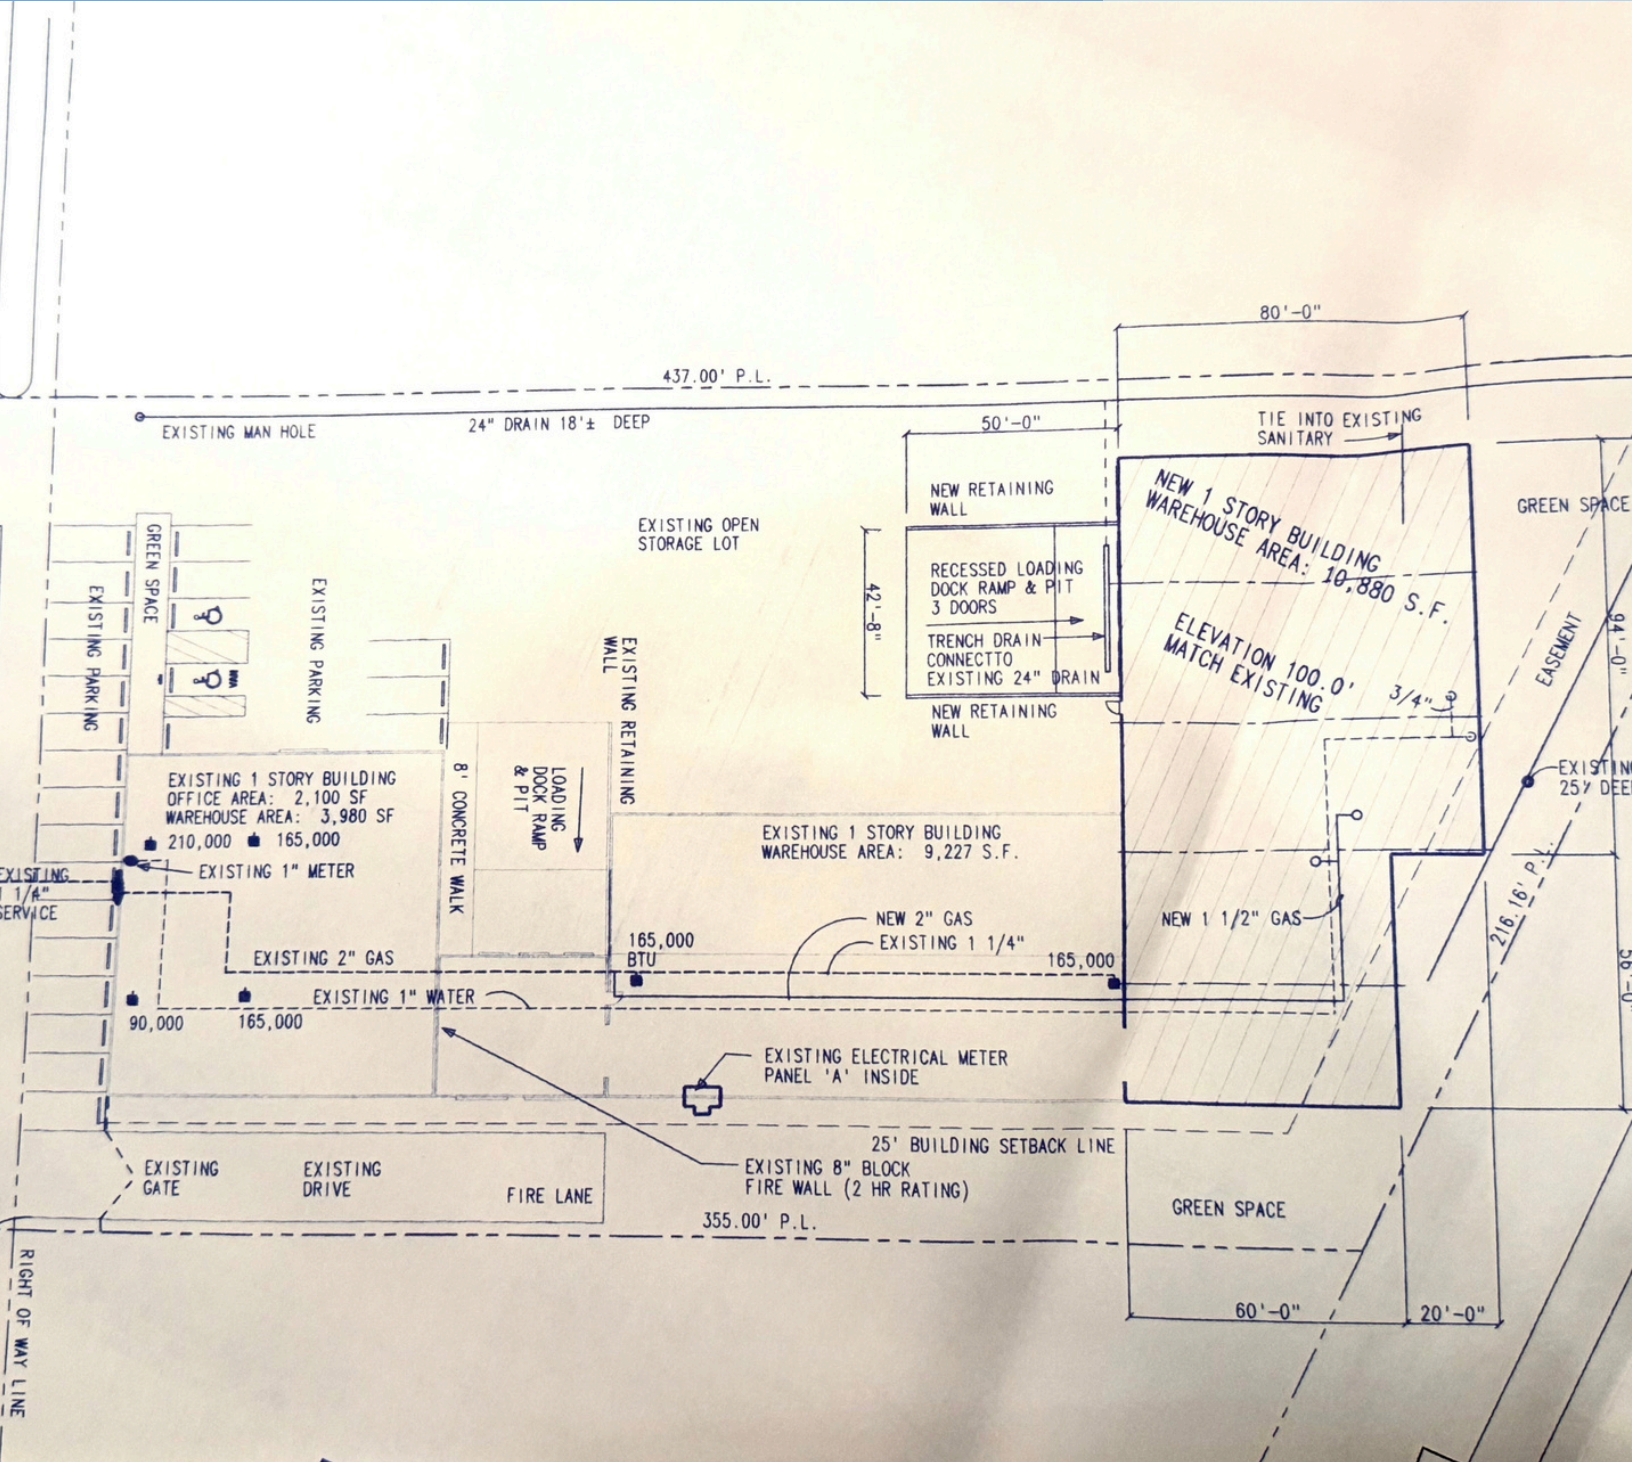 80'-0"
437.00' P.L.
EXISTING MAN HOLE
24" DRAIN 18'± DEEP
50'-0"
TIE INTO EXISTING
SANITARY
NEW RETAINING
WALL
EXISTING OPEN
STORAGE LOT
NEW 1 STORY BUILDING
WAREHOUSE AREA: 10,880 S.F.
GREEN SPACE
GREEN SPACE
EXISTING PARKING
EXISTING PARKING
42'-8"
RECESSED LOADING
DOCK RAMP & PIT
3 DOORS
TRENCH DRAIN
CONNECTTO
EXISTING 24" DRAIN
ELEVATION 100.0'
MATCH EXISTING
EASEMENT
94'-0"
3/4"
NEW RETAINING
WALL
EXISTING RETAINING
WALL
EXISTING 1 STORY BUILDING
OFFICE AREA: 2,100 SF
WAREHOUSE AREA: 3,980 SF
210,000
165,000
8' CONCRETE WALK
LOADING
DOCK RAMP
& PIT
EXISTING 1 STORY BUILDING
WAREHOUSE AREA: 9,227 S.F.
EXISTING 1" METER
EXISTING
1/4"
SERVICE
216.16' P.L.
NEW 2" GAS
EXISTING 1 1/4"
NEW 1 1/2" GAS
165,000
BTU
165,000
EXISTING 2" GAS
EXISTING 1" WATER
90,000
165,000
EXISTING ELECTRICAL METER
PANEL 'A' INSIDE
25' BUILDING SETBACK LINE
EXISTING 8" BLOCK
FIRE WALL (2 HR RATING)
EXISTING
GATE
EXISTING
DRIVE
FIRE LANE
355.00' P.L.
GREEN SPACE
RIGHT OF WAY LINE
60'-0"
20'-0"